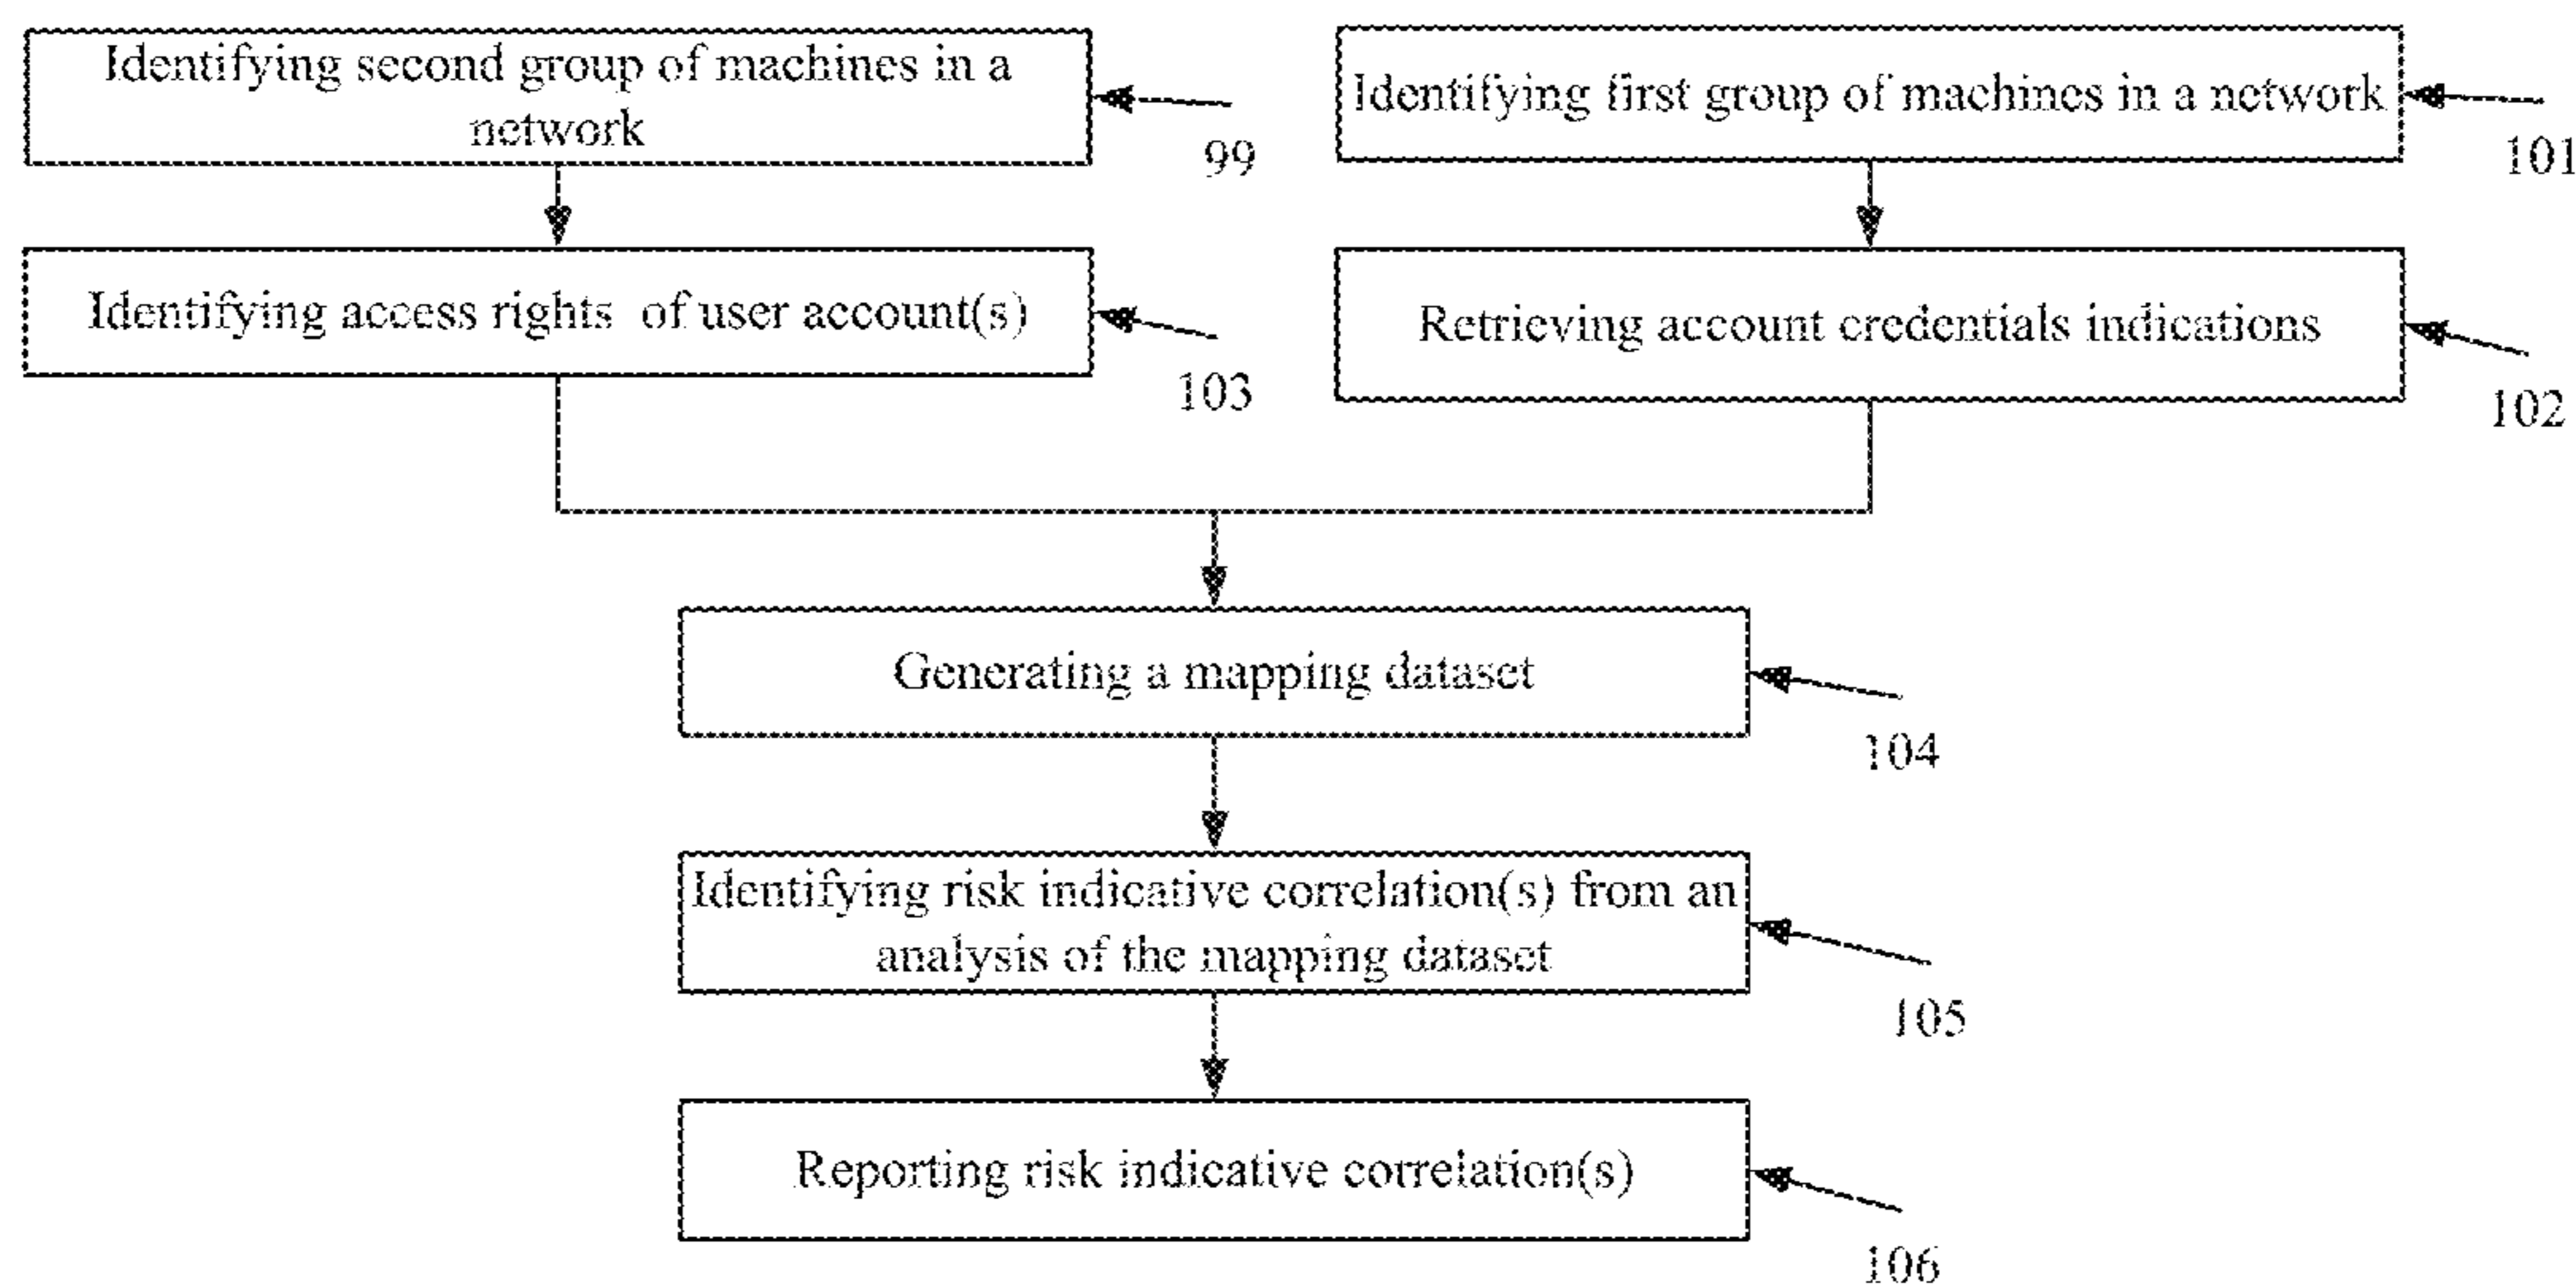 Identifying second group of machines in a
network
99
Identifying first group of machines in a network
101
Identifying access rights of user account(s)
103
Retrieving account credentials indications
102
Generating a mapping dataset
104
Identifying risk indicative correlation(s) from an
analysis of the mapping dataset
105
Reporting risk indicative correlation(s)
106